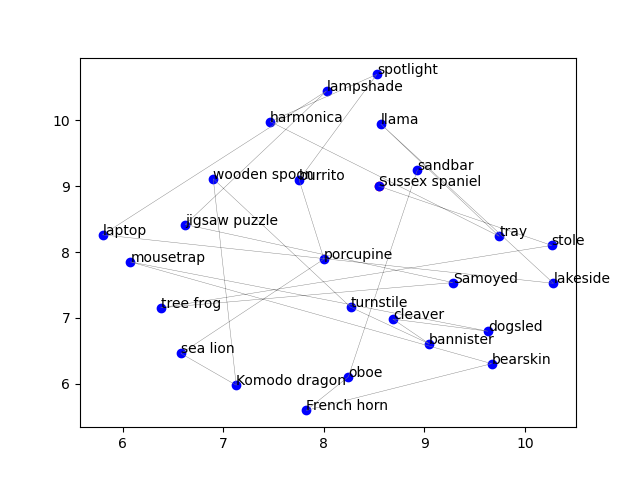 spotlight
lampshade
harmonica
llama
sandbar
wooden spoon
burrito
Sussex spaniel
jigsaw puzzle
laptop
tray
stole
mousetrap
porcupine
Samoyed
lakeside
tree frog
turnstile
cleaver
dogsled
bannister
sea lion
bearskin
oboe
Komodo dragon
French horn
10
9
8
7
6
6 7 8 9 10